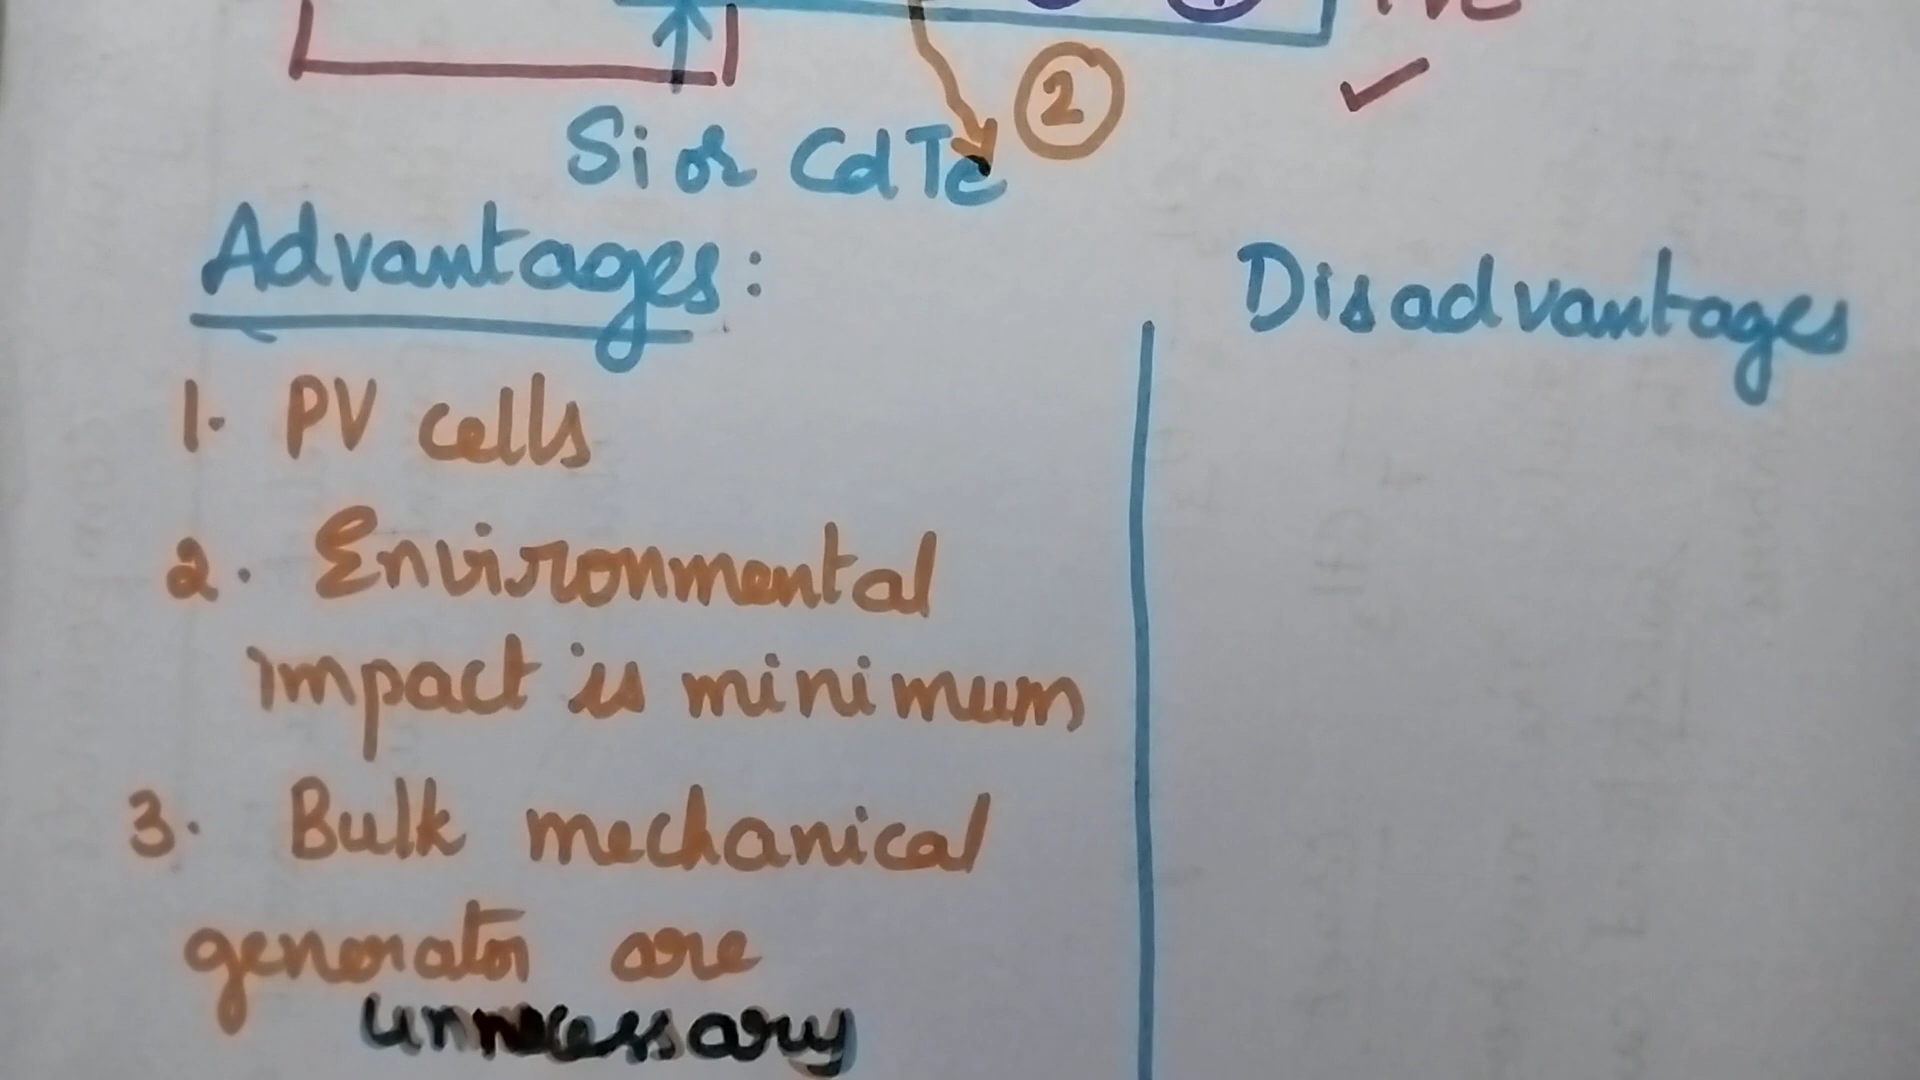 2
Si or CdTe
Advantages:
Disadvantages
1. PV cells
2. Environmental
impact is minimum
3. Bulk mechanical
generator are
unnecessary